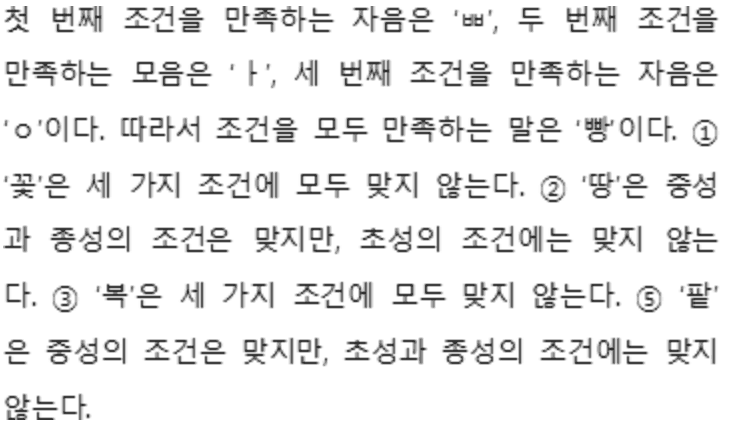 첫 번째 조건을 만족하는 자음은 ‘ㅃ’, 두 번째 조건을
만족하는 모음은 ‘ㅏ’, 세 번째 조건을 만족하는 자음은
‘ㅇ’이다. 따라서 조건을 모두 만족하는 말은 ‘빵’이다. ①
‘꽃’은 세 가지 조건에 모두 맞지 않는다. ② ‘땅’은 중성
과 종성의 조건은 맞지만, 초성의 조건에는 맞지 않는
다. ③ ‘복’은 세 가지 조건에 모두 맞지 않는다. ⑤ ‘팥’
은 중성의 조건은 맞지만, 초성과 종성의 조건에는 맞지
않는다.